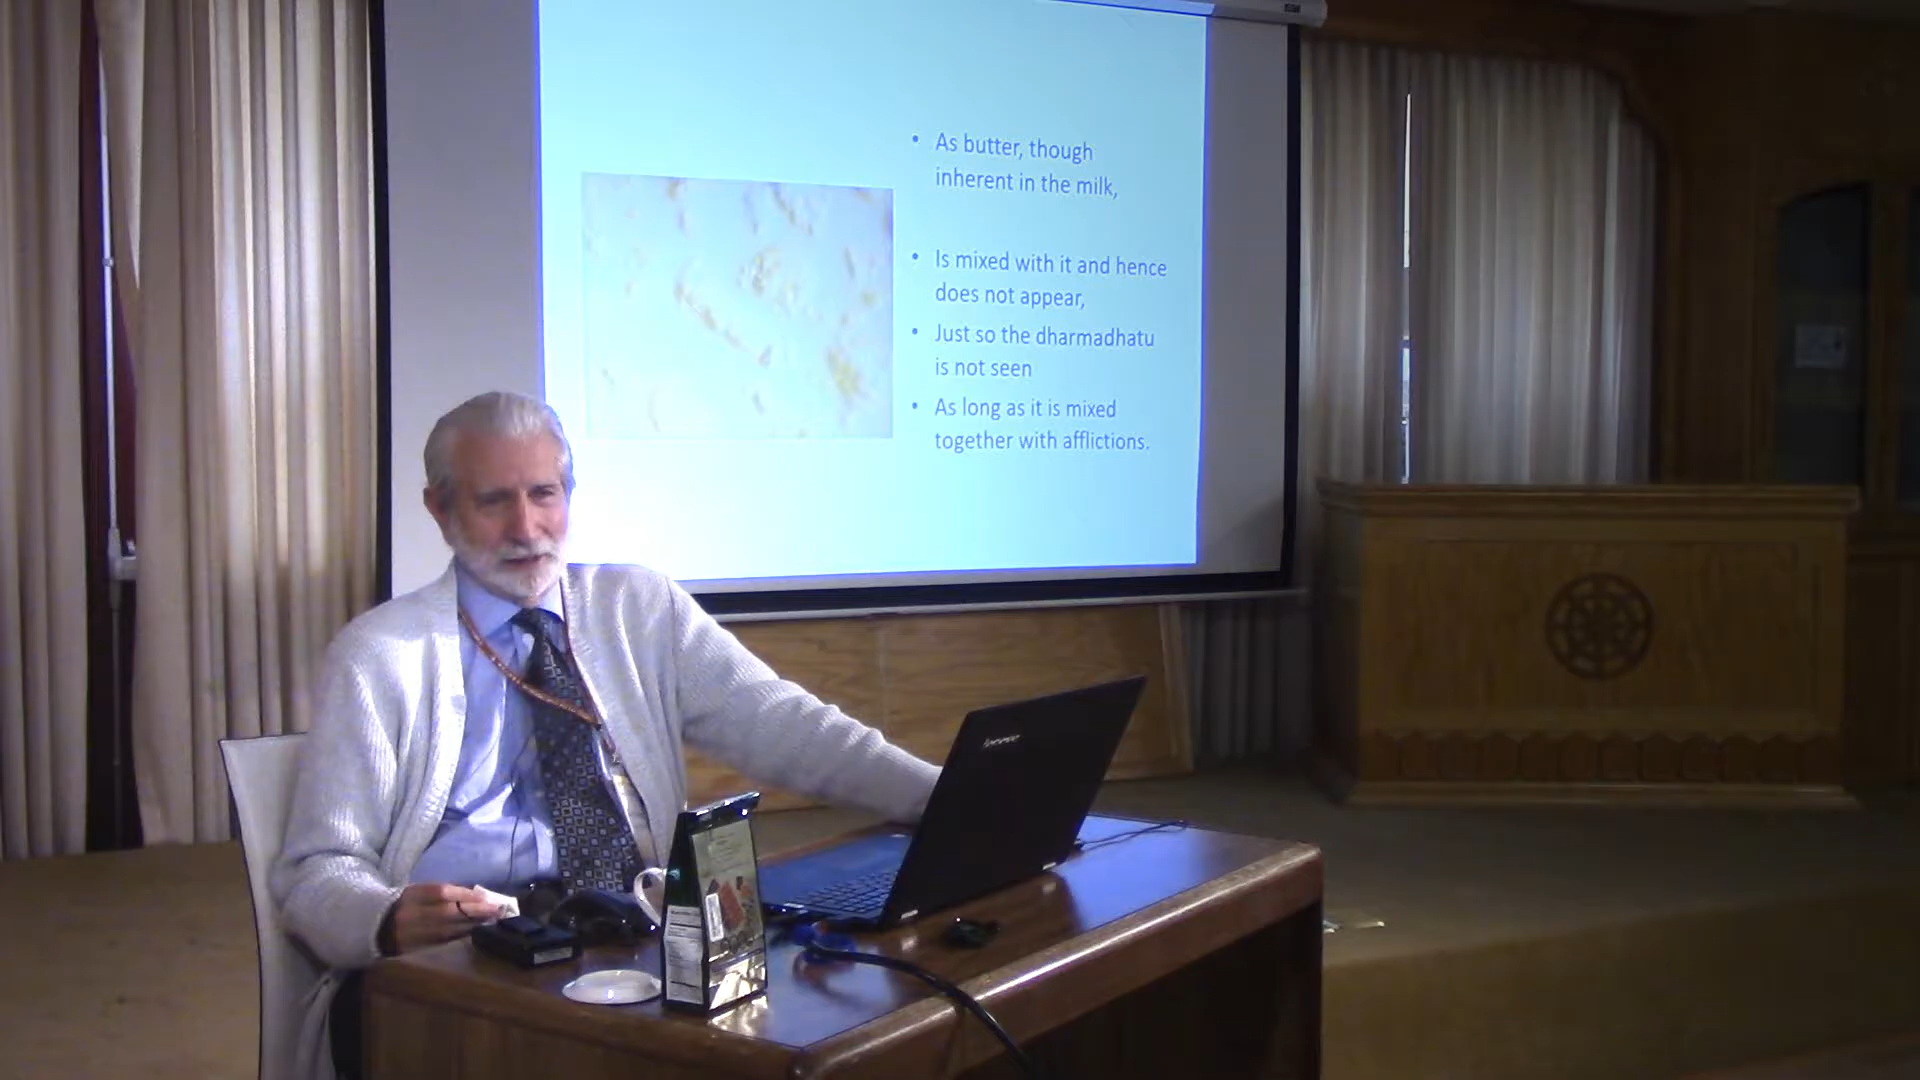 • As butter, though
inherent in the milk,
• Is mixed with it and hence
does not appear,
• Just so the dharmadhatu
is not seen
• As long as it is mixed
together with afflictions.
lenovo